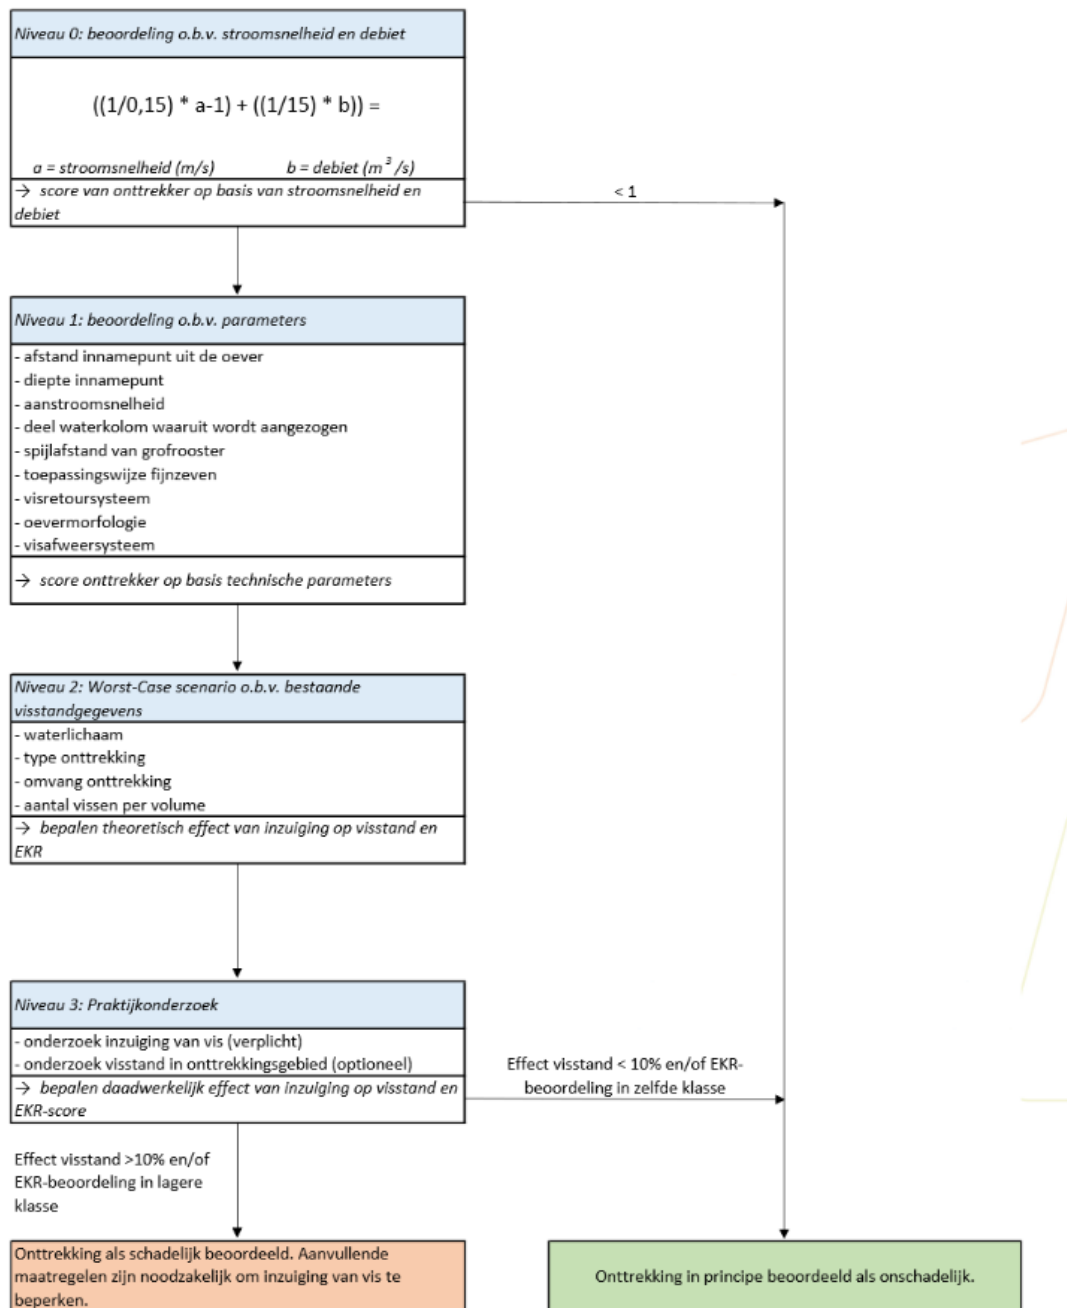 Niveau 0: beoordeling o.b.v. stroomsnelheid en debiet
((1/0,15) * a-1) + ((1/15) * b)) =
a = stroomsnelheid (m/s) b = debiet (m³/s)
→ score van onttrekker op basis van stroomsnelheid en
debiet
< 1
Niveau 1: beoordeling o.b.v. parameters
- afstand innamepunt uit de oever
- diepte innamepunt
- aanstroomsnelheid
- deel waterkolom waaruit wordt aangezogen
- spijlafstand van grofrooster
- toepassingswijze fijnzeven
- visretoursysteem
- oevermorfologie
- visafweersysteem
→ score onttrekker op basis technische parameters
Niveau 2: Worst-Case scenario o.b.v. bestaande
visstandgegevens
- waterlichaam
- type onttrekking
- omvang onttrekking
- aantal vissen per volume
→ bepalen theoretisch effect van inzuiging op visstand en
EKR
Niveau 3: Praktijkonderzoek
- onderzoek inzuiging van vis (verplicht)
- onderzoek visstand in onttrekkingsgebied (optioneel)
→ bepalen daadwerkelijk effect van inzuiging op visstand en
EKR-score
Effect visstand < 10% en/of EKR-
beoordeling in zelfde klasse
Effect visstand >10% en/of
EKR-beoordeling in lagere
klasse
Onttrekking als schadelijk beoordeeld. Aanvullende
maatregelen zijn noodzakelijk om inzuiging van vis te
beperken.
Onttrekking in principe beoordeeld als onschadelijk.